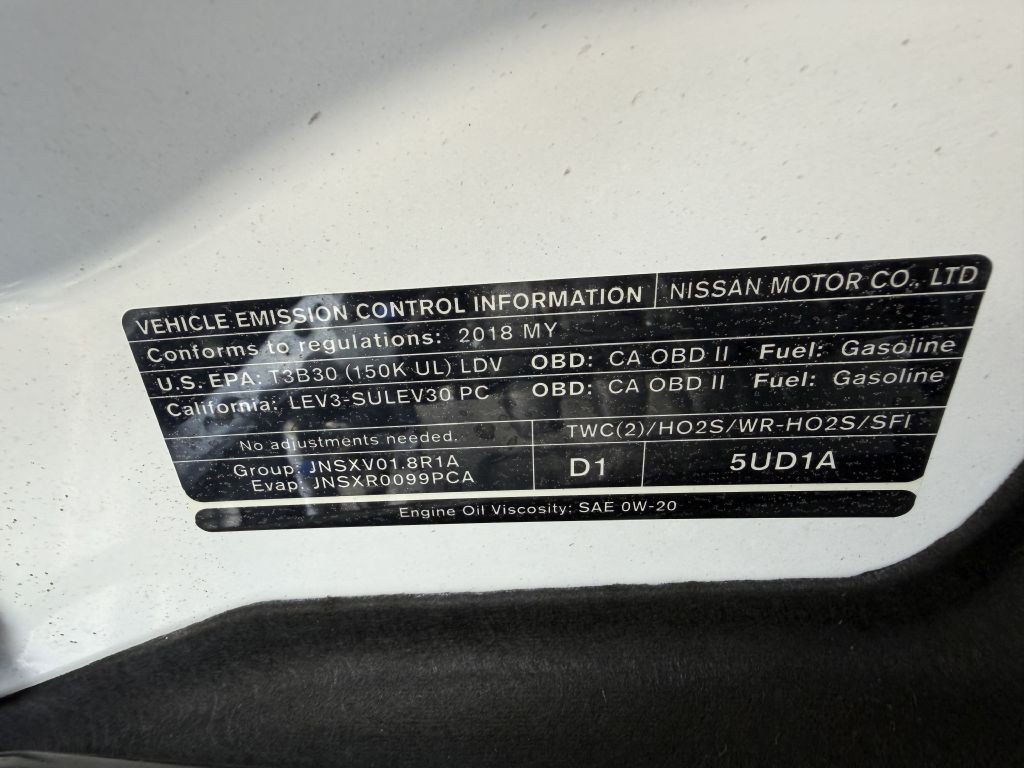 VEHICLE EMISSION CONTROL INFORMATION | NISSAN MOTOR CO., LTD
Conforms to regulations: 2018 MY
U.S. EPA: T3B30 (150K UL) LDV OBD: CA OBD II Fuel: Gasoline
California: LEV3-SULEV30 PC OBD: CA OBD II Fuel: Gasoline
No adjustments needed. TWC(2)/HO2S/WR-HO2S/SFI
Group: JNSXV01.8R1A
Evap: JNSXR0099PCA
D1 5UD1A
Engine Oil Viscosity: SAE 0W-20